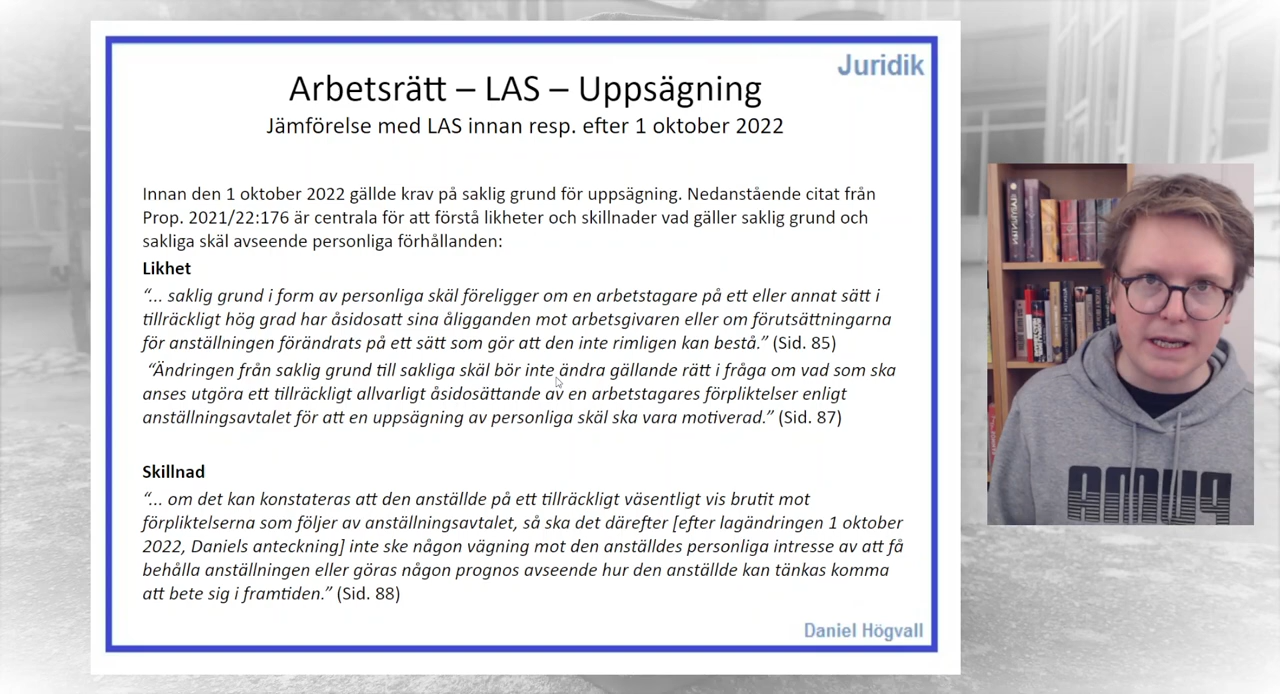 Juridik
Arbetsrätt – LAS – Uppsägning
Jämförelse med LAS innan resp. efter 1 oktober 2022
Innan den 1 oktober 2022 gällde krav på saklig grund för uppsägning. Nedanstående citat från
Prop. 2021/22:176 är centrala för att förstå likheter och skillnader vad gäller saklig grund och
sakliga skäl avseende personliga förhållanden:
Likhet
“... saklig grund i form av personliga skäl föreligger om en arbetstagare på ett eller annat sätt i
tillräckligt hög grad har åsidosatt sina åligganden mot arbetsgivaren eller om förutsättningarna
för anställningen förändrats på ett sätt som gör att den inte rimligen kan bestå.” (Sid. 85)
“Ändringen från saklig grund till sakliga skäl bör inte ändra gällande rätt i fråga om vad som ska
anses utgöra ett tillräckligt allvarligt åsidosättande av en arbetstagares förpliktelser enligt
anställningsavtalet för att en uppsägning av personliga skäl ska vara motiverad.” (Sid. 87)
Skillnad
“... om det kan konstateras att den anställde på ett tillräckligt väsentligt vis brutit mot
förpliktelserna som följer av anställningsavtalet, så ska det därefter [efter lagändringen 1 oktober
2022, Daniels anteckning] inte ske någon vägning mot den anställdes personliga intresse av att få
behålla anställningen eller göras någon prognos avseende hur den anställde kan tänkas komma
att bete sig i framtiden.” (Sid. 88)
Daniel Högvall